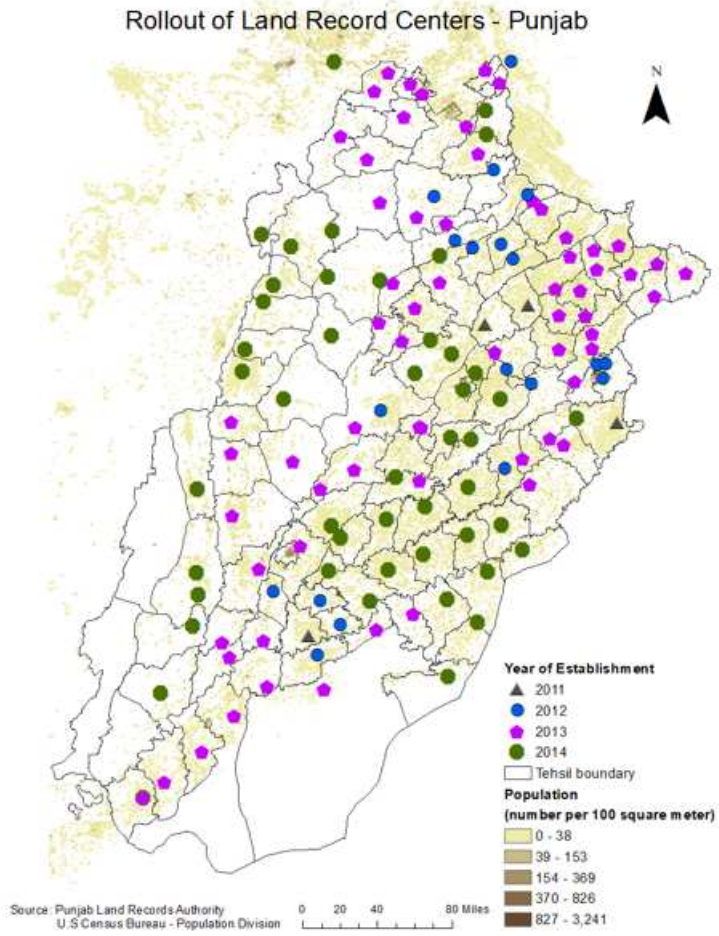 Rollout of Land Record Centers - Punjab
N
Year of Establishment
2011
2012
2013
2014
Tehsil boundary
Population
(number per 100 square meter)
0 - 38
39 - 153
154 - 369
370 - 826
827 - 3,241
Source: Punjab Land Records Authority
U.S Census Bureau - Population Division
0 20 40 80 Miles